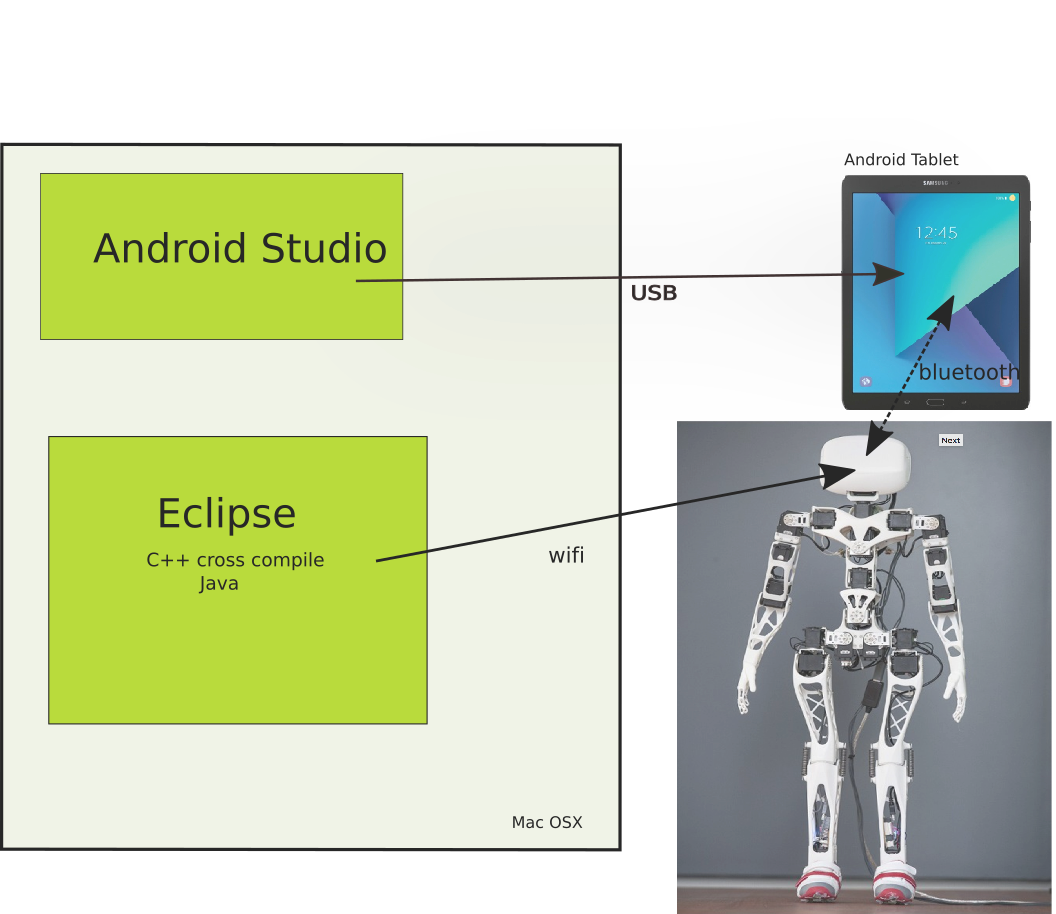 Android Tablet
SAMSUNG
12:45
Android Studio
USB
bluetooth
Next
Eclipse
C++ cross compile
Java
wifi
Mac OSX